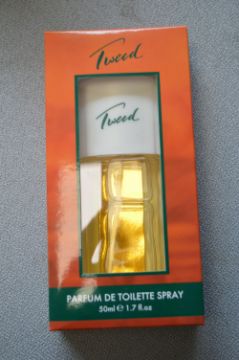 Tweed
Tweed
PARFUM DE TOILETTE SPRAY
50ml e 1.7 fl.oz